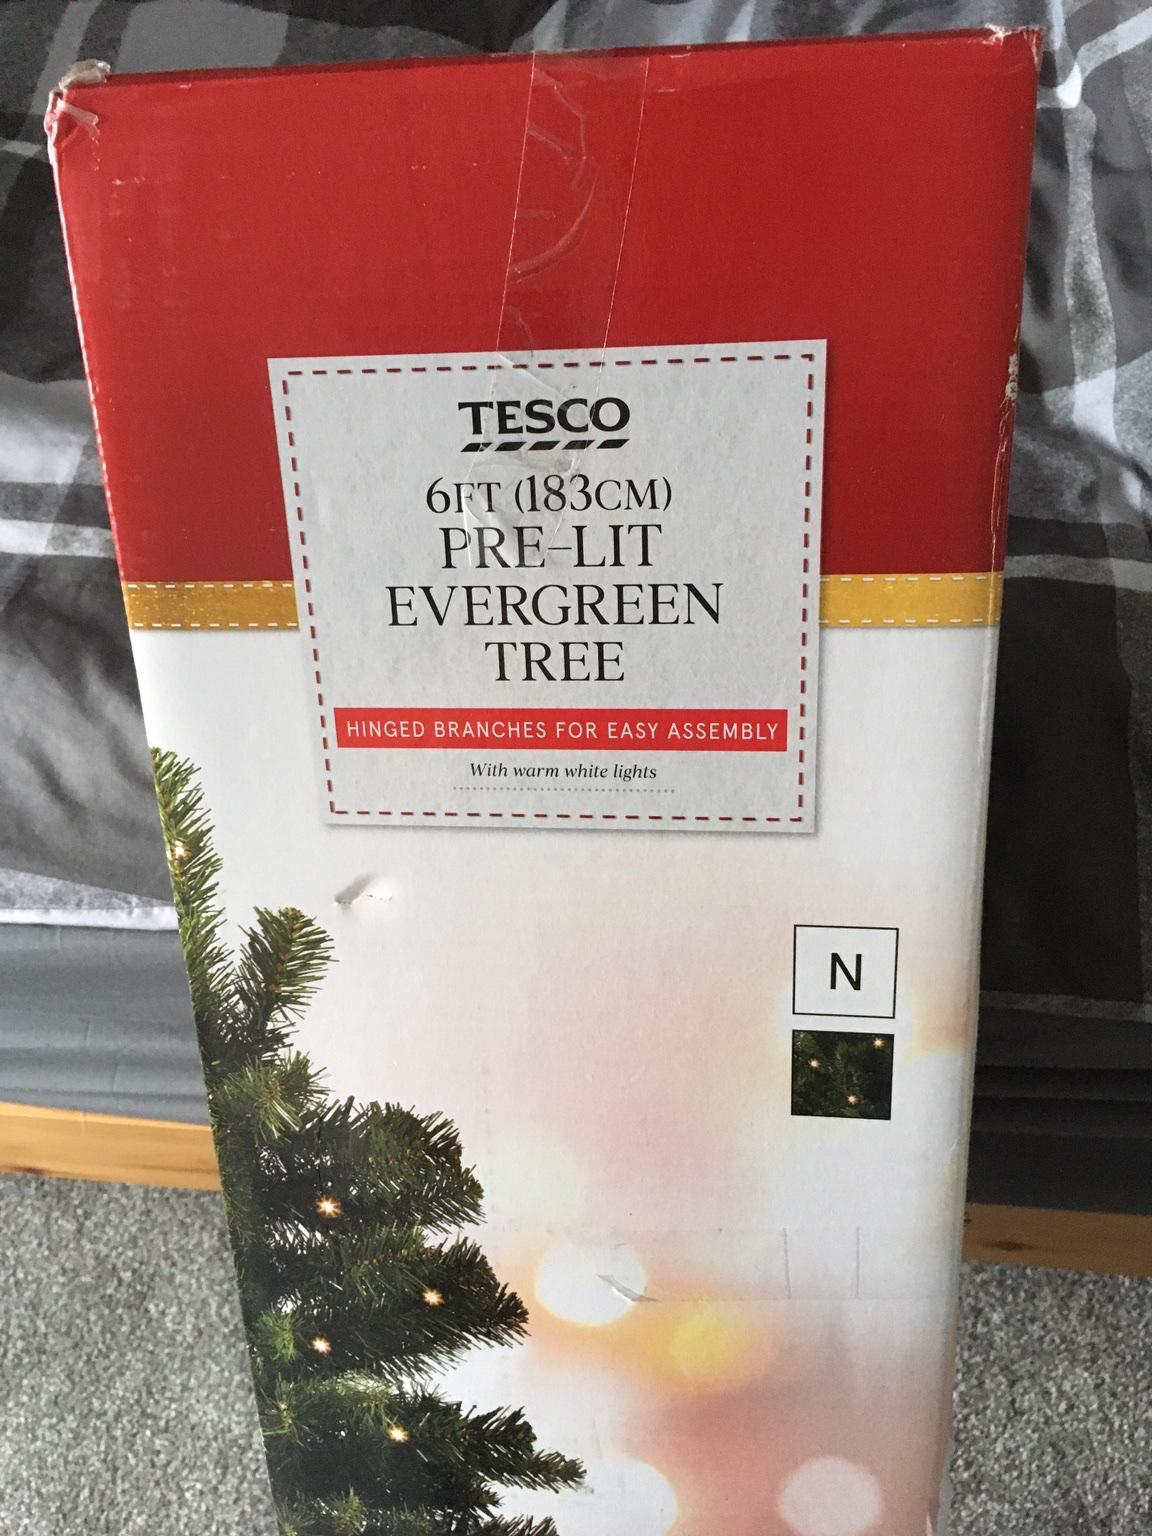 TESCO
6FT (183CM)
PRE-LIT
EVERGREEN
TREE
HINGED BRANCHES FOR EASY ASSEMBLY
With warm white lights
N